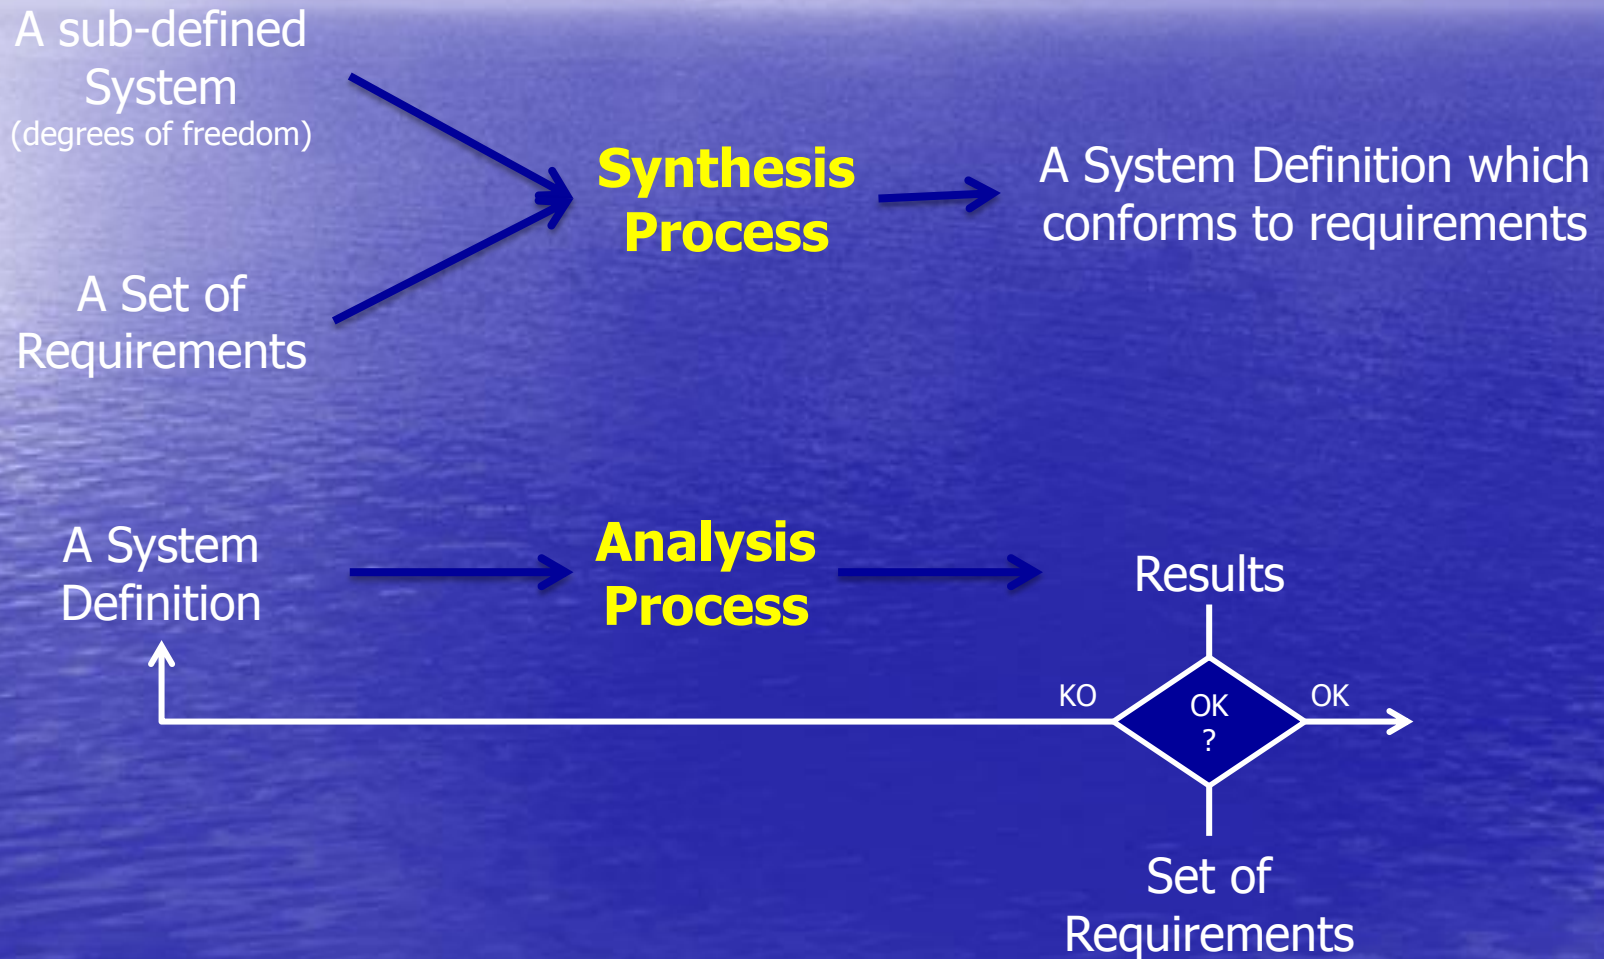 A sub-defined
System
(degrees of freedom)
A Set of
Requirements
Synthesis
Process
A System Definition which
conforms to requirements
A System
Definition
Analysis
Process
Results
KO
OK
?
OK
Set of
Requirements